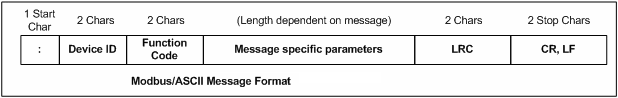 1 Start Char 2 Chars 2 Chars (Length dependent on message) 2 Chars 2 Stop Chars
: Device ID Function Code Message specific parameters LRC CR, LF
Modbus/ASCII Message Format